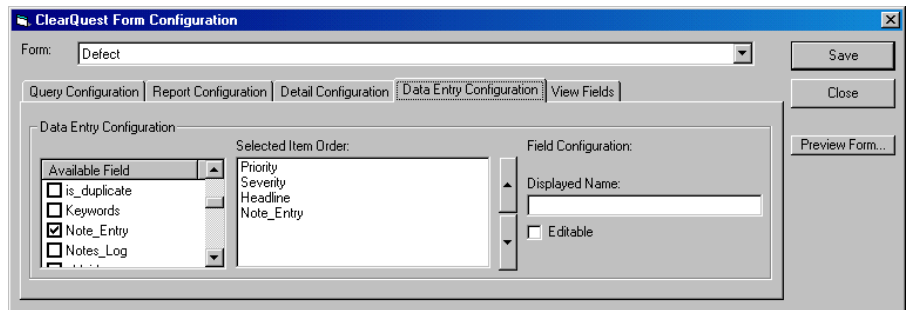 ClearQuest Form Configuration
Form:
Defect
Save
Query Configuration
Report Configuration
Detail Configuration
Data Entry Configuration
View Fields
Close
Data Entry Configuration
Preview Form...
Available Field
is_duplicate
Keywords
Note_Entry
Notes_Log
Selected Item Order:
Priority
Severity
Headline
Note_Entry
Field Configuration:
Displayed Name:
Editable